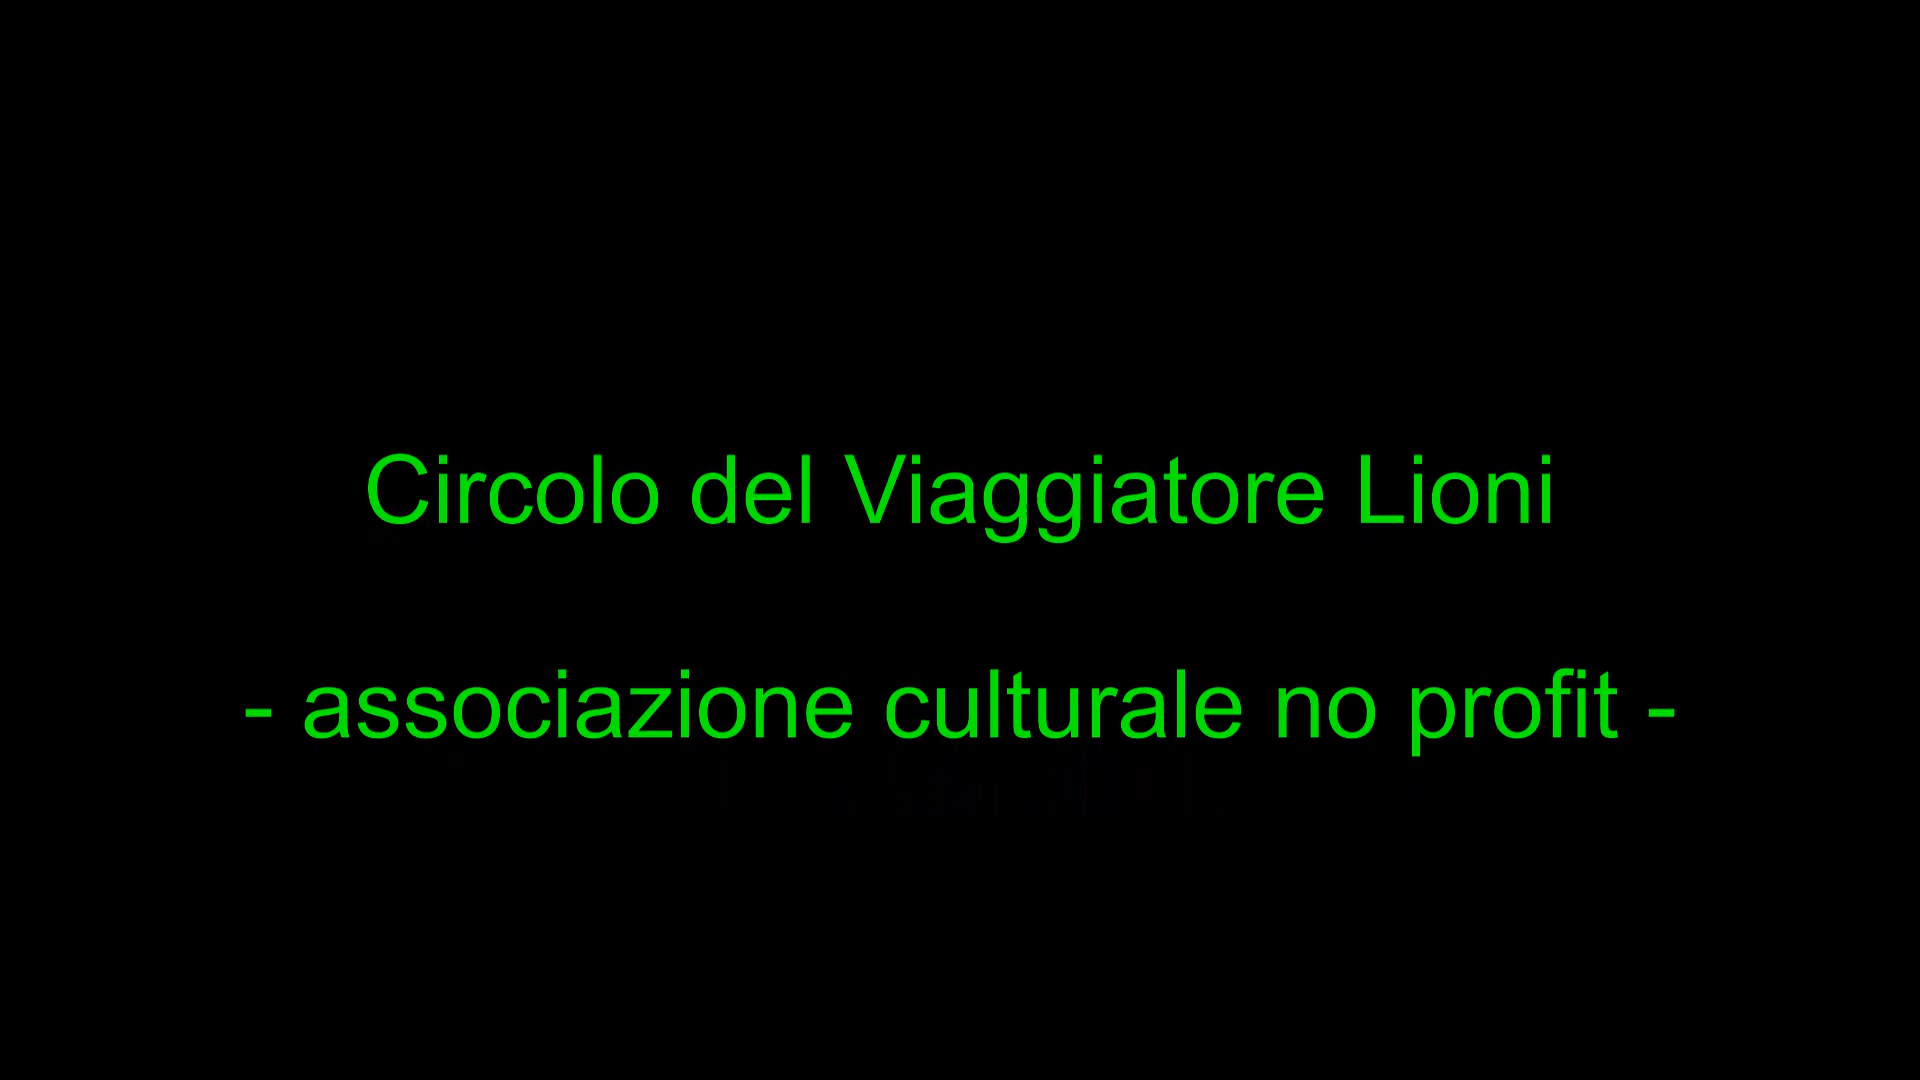 Circolo del Viaggiatore Lioni
- associazione culturale no profit -